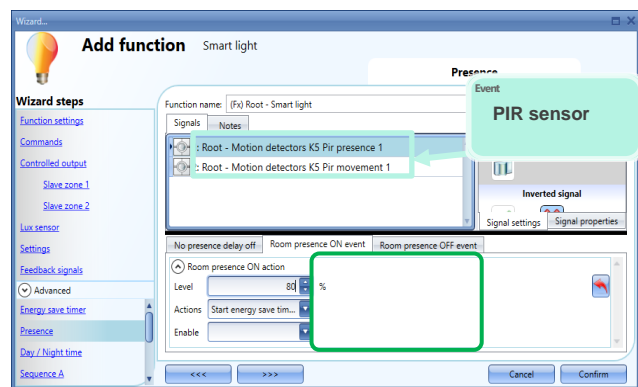 Wizard...
Add function Smart light
Presence
Event
PIR sensor
Wizard steps
Function settings
Commands
Controlled output
Slave zone 1
Slave zone 2
Lux sensor
Settings
Feedback signals
Advanced
Energy save timer
Presence
Day / Night time
Sequence A
Function name: (Fx) Root - Smart light
Signals Notes
: Root - Motion detectors K5 Pir presence 1
: Root - Motion detectors K5 Pir movement 1
Inverted signal
Signal settings Signal properties
No presence delay off Room presence ON event Room presence OFF event
Room presence ON action
Level 80 %
Actions Start energy save tim...
Enable
<<< >>> Cancel Confirm